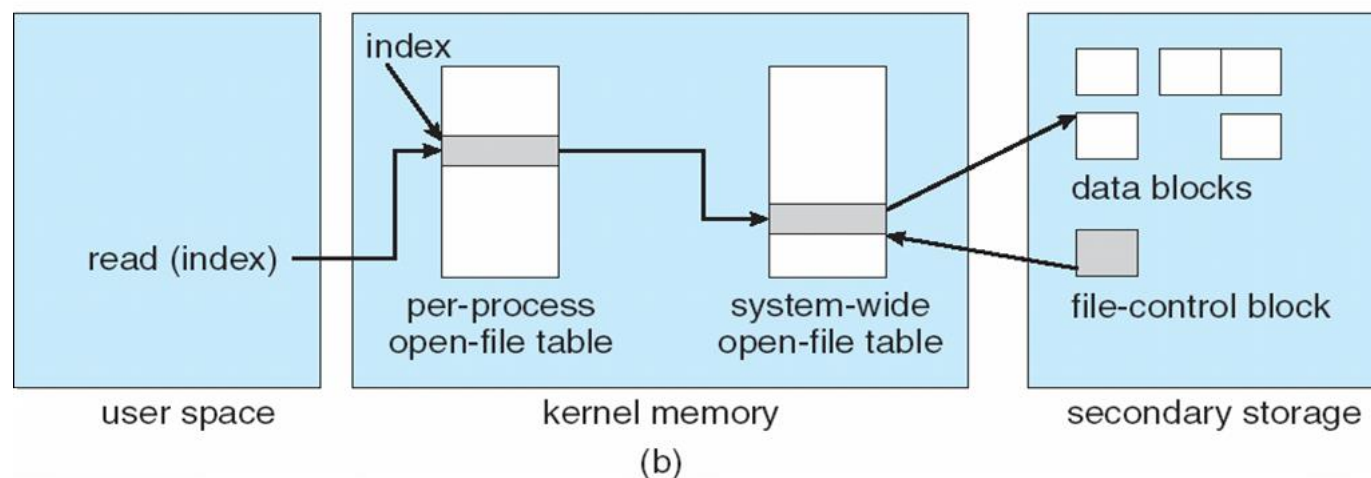 index
read (index)
per-process
open-file table
system-wide
open-file table
data blocks
file-control block
user space
kernel memory
secondary storage
(b)